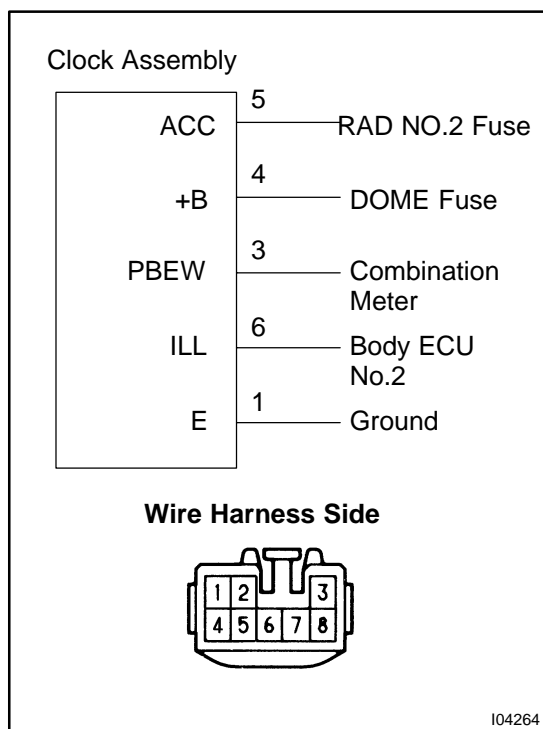 Clock Assembly
ACC 5 RAD NO.2 Fuse
+B 4 DOME Fuse
PBEW 3 Combination
Meter
ILL 6 Body ECU
No.2
E 1 Ground
Wire Harness Side
1 2 3
4 5 6 7 8
I04264